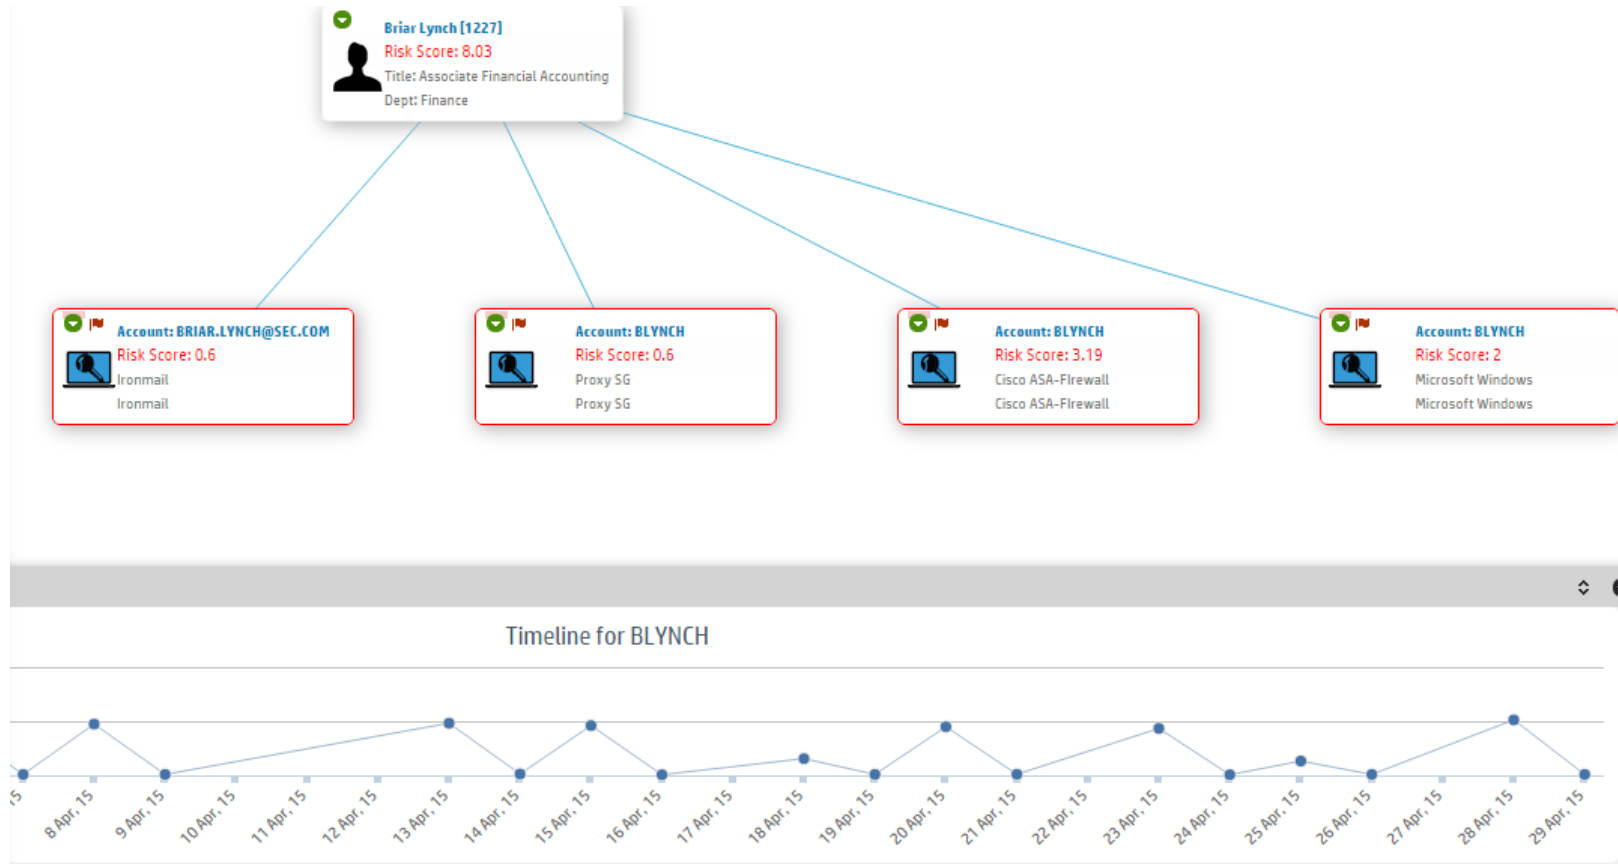 Briar Lynch [1227]
Risk Score: 8.03
Title: Associate Financial Accounting
Dept: Finance
Account: BRIAR.LYNCH@SEC.COM
Risk Score: 0.6
Ironmail
Ironmail
Account: BLYNCH
Risk Score: 0.6
Proxy SG
Proxy SG
Account: BLYNCH
Risk Score: 3.19
Cisco ASA-FIrewall
Cisco ASA-FIrewall
Account: BLYNCH
Risk Score: 2
Microsoft Windows
Microsoft Windows
Timeline for BLYNCH
8 Apr, 15
9 Apr, 15
10 Apr, 15
11 Apr, 15
12 Apr, 15
13 Apr, 15
14 Apr, 15
15 Apr, 15
16 Apr, 15
17 Apr, 15
18 Apr, 15
19 Apr, 15
20 Apr, 15
21 Apr, 15
22 Apr, 15
23 Apr, 15
24 Apr, 15
25 Apr, 15
26 Apr, 15
27 Apr, 15
28 Apr, 15
29 Apr, 15